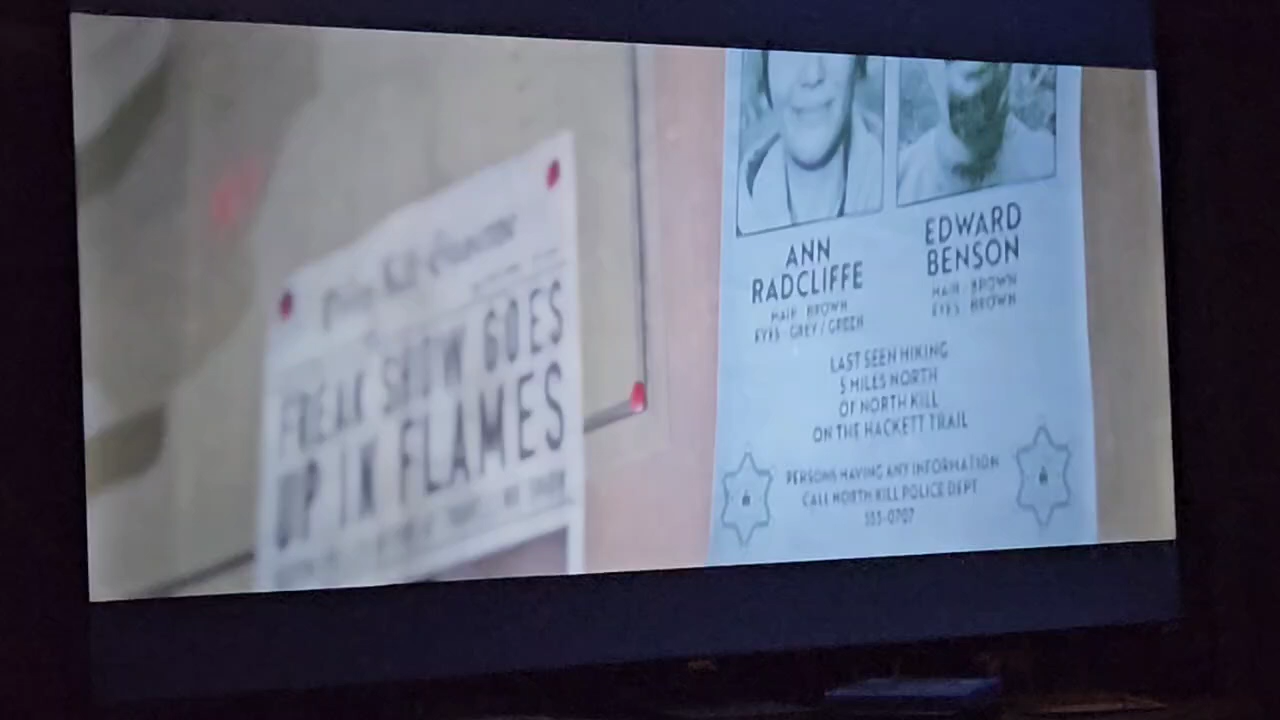 FREAK SHOW GOES
UP IN FLAMES
ANN
RADCLIFFE
HAIR BROWN
EYES GREY / GREEN
EDWARD
BENSON
HAIR BROWN
EYES BROWN
LAST SEEN HIKING
5 MILES NORTH
OF NORTH KILL
ON THE HACKETT TRAIL
PERSONS HAVING ANY INFORMATION
CALL NORTH KILL POLICE DEPT
555-0707